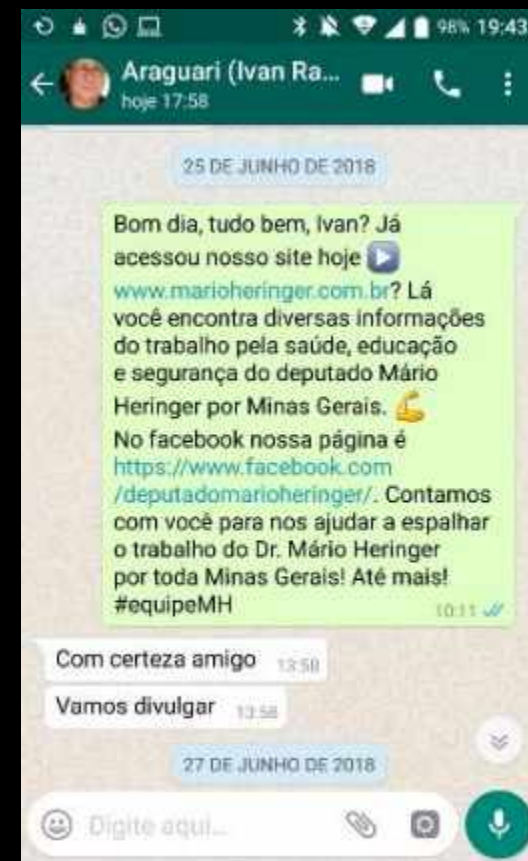 98% 19:43
Araguari (Ivan Ra...
hoje 17:58
25 DE JUNHO DE 2018
Bom dia, tudo bem, Ivan? Já
acessou nosso site hoje ▶️
www.marioheringer.com.br? Lá
você encontra diversas informações
do trabalho pela saúde, educação
e segurança do deputado Mário
Heringer por Minas Gerais. 💪
No facebook nossa página é
https://www.facebook.com
/deputadomarioheringer/. Contamos
com você para nos ajudar a espalhar
o trabalho do Dr. Mário Heringer
por toda Minas Gerais! Até mais!
#equipeMH 10:11
Com certeza amigo 13:58
Vamos divulgar 13:58
27 DE JUNHO DE 2018
Digite aqui...